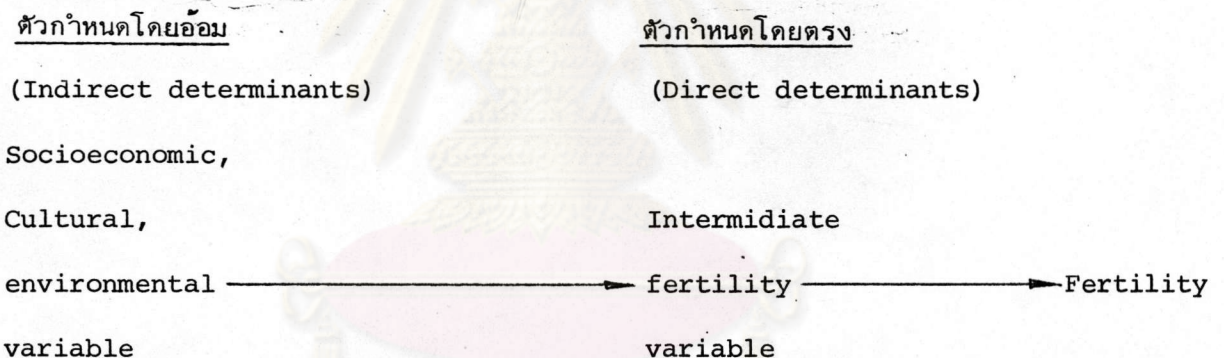 ตัวกำหนดโดยอ้อม ตัวกำหนดโดยตรง
(Indirect determinants) (Direct determinants)
Socioeconomic,
Cultural, Intermidiate
environmental fertility Fertility
variable variable